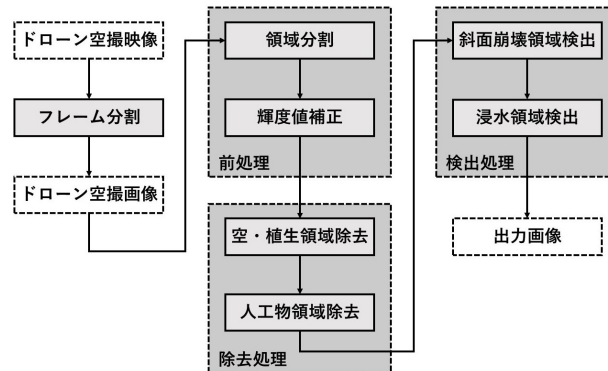 ドローン空撮映像
フレーム分割
ドローン空撮画像
領域分割
輝度値補正
前処理
空・植生領域除去
人工物領域除去
除去処理
斜面崩壊領域検出
浸水領域検出
検出処理
出力画像